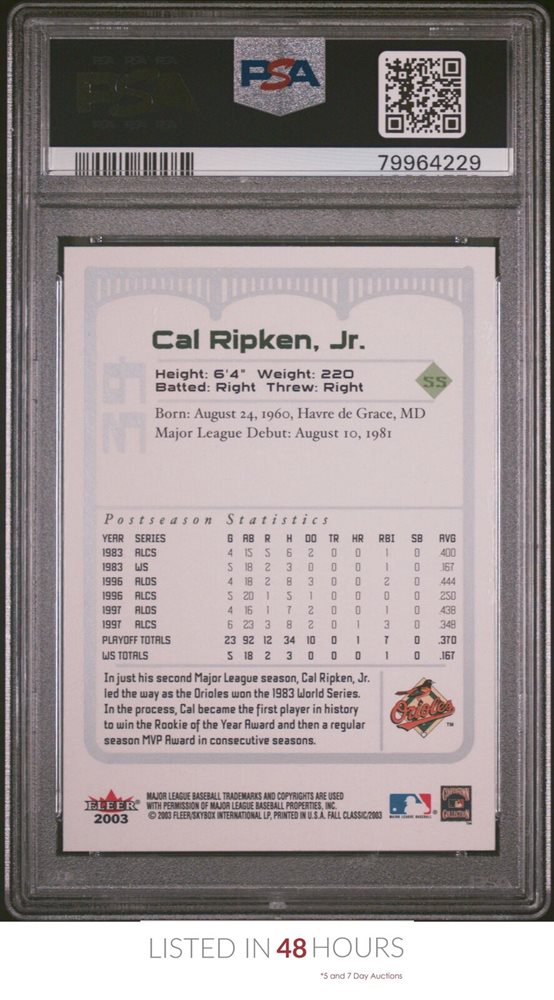 PSA
PSA
79964229
Cal Ripken, Jr.
Height: 6'4" Weight: 220
Batted: Right Threw: Right
55
Born: August 24, 1960, Havre de Grace, MD
Major League Debut: August 10, 1981
Postseason Statistics
YEAR SERIES G AB R H DO TR HR RBI SB AVG
1983 ALCS 4 15 5 6 2 0 0 1 0 .400
1983 WS 5 18 2 3 0 0 0 1 0 .167
1996 ALDS 4 18 2 8 3 0 0 2 0 .444
1996 ALCS 5 20 1 5 1 0 0 0 0 .250
1997 ALDS 4 16 1 7 2 0 0 1 0 .438
1997 ALCS 6 23 3 8 2 0 1 3 0 .348
PLAYOFF TOTALS 23 92 12 34 10 0 1 7 0 .370
WS TOTALS 5 18 2 3 0 0 0 1 0 .167
In just his second Major League season, Cal Ripken, Jr.
led the way as the Orioles won the 1983 World Series.
In the process, Cal became the first player in history
to win the Rookie of the Year Award and then a regular
season MVP Award in consecutive seasons.
Orioles
TM
FLEER
2003
MAJOR LEAGUE BASEBALL TRADEMARKS AND COPYRIGHTS ARE USED
WITH PERMISSION OF MAJOR LEAGUE BASEBALL PROPERTIES, INC.
© 2003 FLEER/SKYBOX INTERNATIONAL LP, PRINTED IN U.S.A. FALL CLASSIC/2003
MAJOR LEAGUE BASEBALL
COOPERSTOWN
COLLECTION
LISTED IN 48 HOURS
*5 and 7 Day Auctions